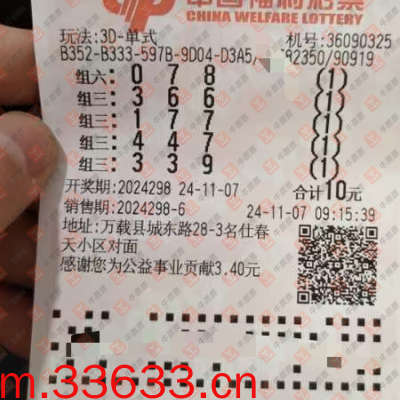 中国福利彩票
CHINA WELFARE LOTTERY
玩法:3D-单式 机号:36090325
B352-B333-597B-9D04-D3A5/ 82350/90919
组六: 0 7 8 (1)
组三: 3 6 6 (1)
组三: 1 7 7 (1)
组三: 4 4 7 (1)
组三: 3 3 9 (1)
开奖期:2024298 24-11-07 合计10元
销售期:2024298-6 24-11-07 09:15:39
地址:万载县城东路28-3名仕春
天小区对面
感谢您为公益事业贡献3.40元
m.33633.cn